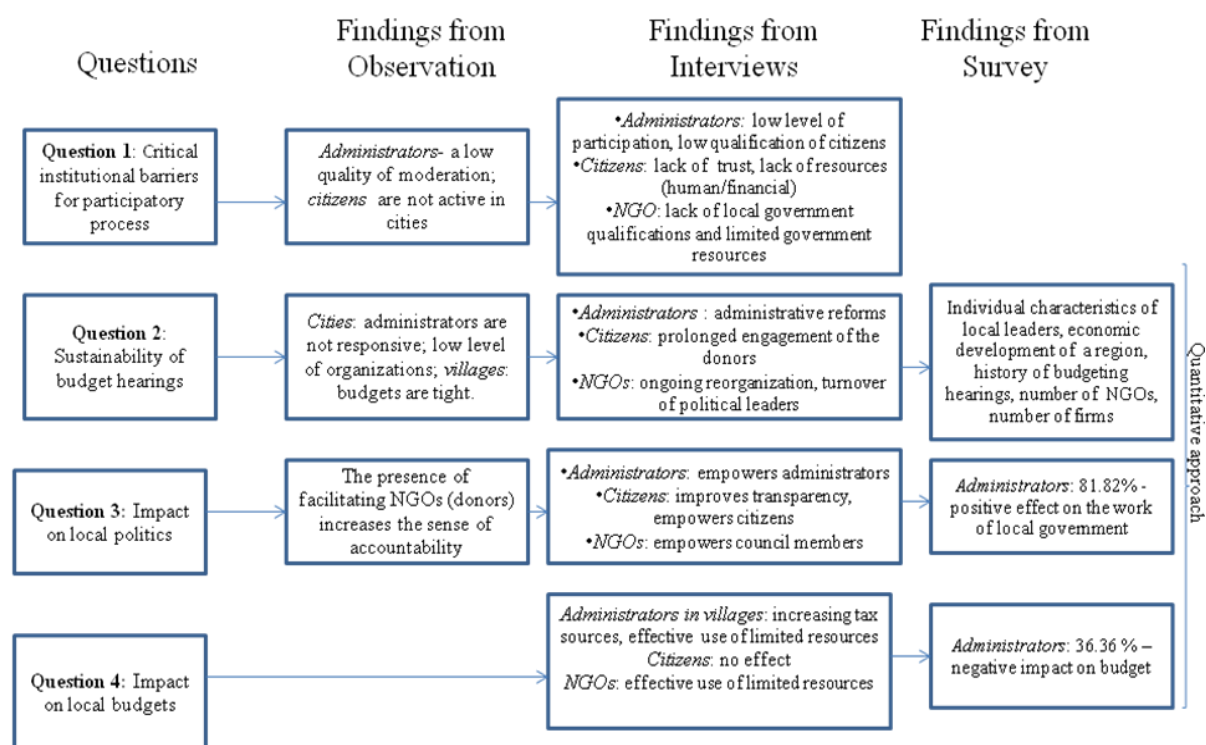 Questions
Findings from
Observation
Findings from
Interviews
Findings from
Survey
Question 1: Critical
institutional barriers
for participatory
process
Administrators- a low
quality of moderation;
citizens are not active in
cities
•Administrators: low level of
participation, low qualification of citizens
•Citizens: lack of trust, lack of resources
(human/financial)
•NGO: lack of local government
qualifications and limited government
resources
Question 2:
Sustainability of
budget hearings
Cities: administrators are
not responsive; low level
of organizations; villages:
budgets are tight.
•Administrators : administrative reforms
•Citizens: prolonged engagement of the
donors
•NGOs: ongoing reorganization, turnover
of political leaders
Individual characteristics of
local leaders, economic
development of a region,
history of budgeting
hearings, number of NGOs,
number of firms
Question 3: Impact
on local politics
The presence of
facilitating NGOs (donors)
increases the sense of
accountability
•Administrators: empowers administrators
•Citizens: improves transparency,
empowers citizens
•NGOs: empowers council members
Administrators: 81.82% -
positive effect on the work
of local government
Question 4: Impact
on local budgets
Administrators in villages: increasing tax
sources, effective use of limited resources
Citizens: no effect
NGOs: effective use of limited resources
Administrators: 36.36 % –
negative impact on budget
Quantitative approach